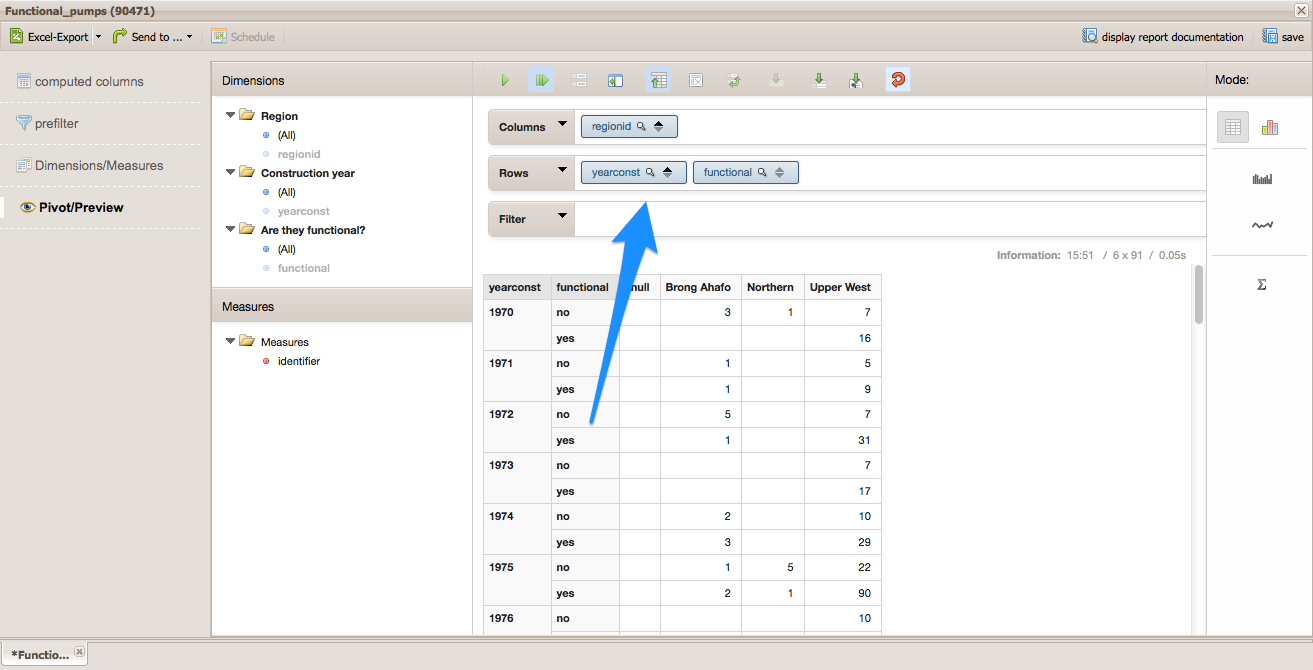 Functional_pumps (90471)
Excel-Export Send to ... Schedule display report documentation save
computed columns
prefilter
Dimensions/Measures
Pivot/Preview
Dimensions
Region
(All)
regionid
Construction year
(All)
yearconst
Are they functional?
(All)
functional
Measures
Measures
identifier
Mode:
Columns regionid
Rows yearconst functional
Filter
Information: 15:51 / 6 x 91 / 0.05s
yearconst functional null Brong Ahafo Northern Upper West
1970 no 3 1 7
yes 16
1971 no 1 5
yes 1 9
1972 no 5 7
yes 1 31
1973 no 7
yes 17
1974 no 2 10
yes 3 29
1975 no 1 5 22
yes 2 1 90
1976 no 10
Σ
*Functio...